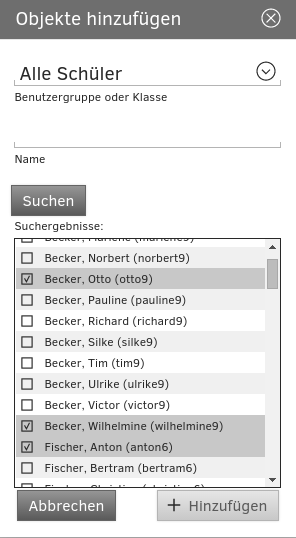 Objekte hinzufügen
Alle Schüler
Benutzergruppe oder Klasse
Name
Suchen
Suchergebnisse:
Becker, Marlene (marlene9)
Becker, Norbert (norbert9)
Becker, Otto (otto9)
Becker, Pauline (pauline9)
Becker, Richard (richard9)
Becker, Silke (silke9)
Becker, Tim (tim9)
Becker, Ulrike (ulrike9)
Becker, Victor (victor9)
Becker, Wilhelmine (wilhelmine9)
Fischer, Anton (anton6)
Fischer, Bertram (bertram6)
Abbrechen
+ Hinzufügen